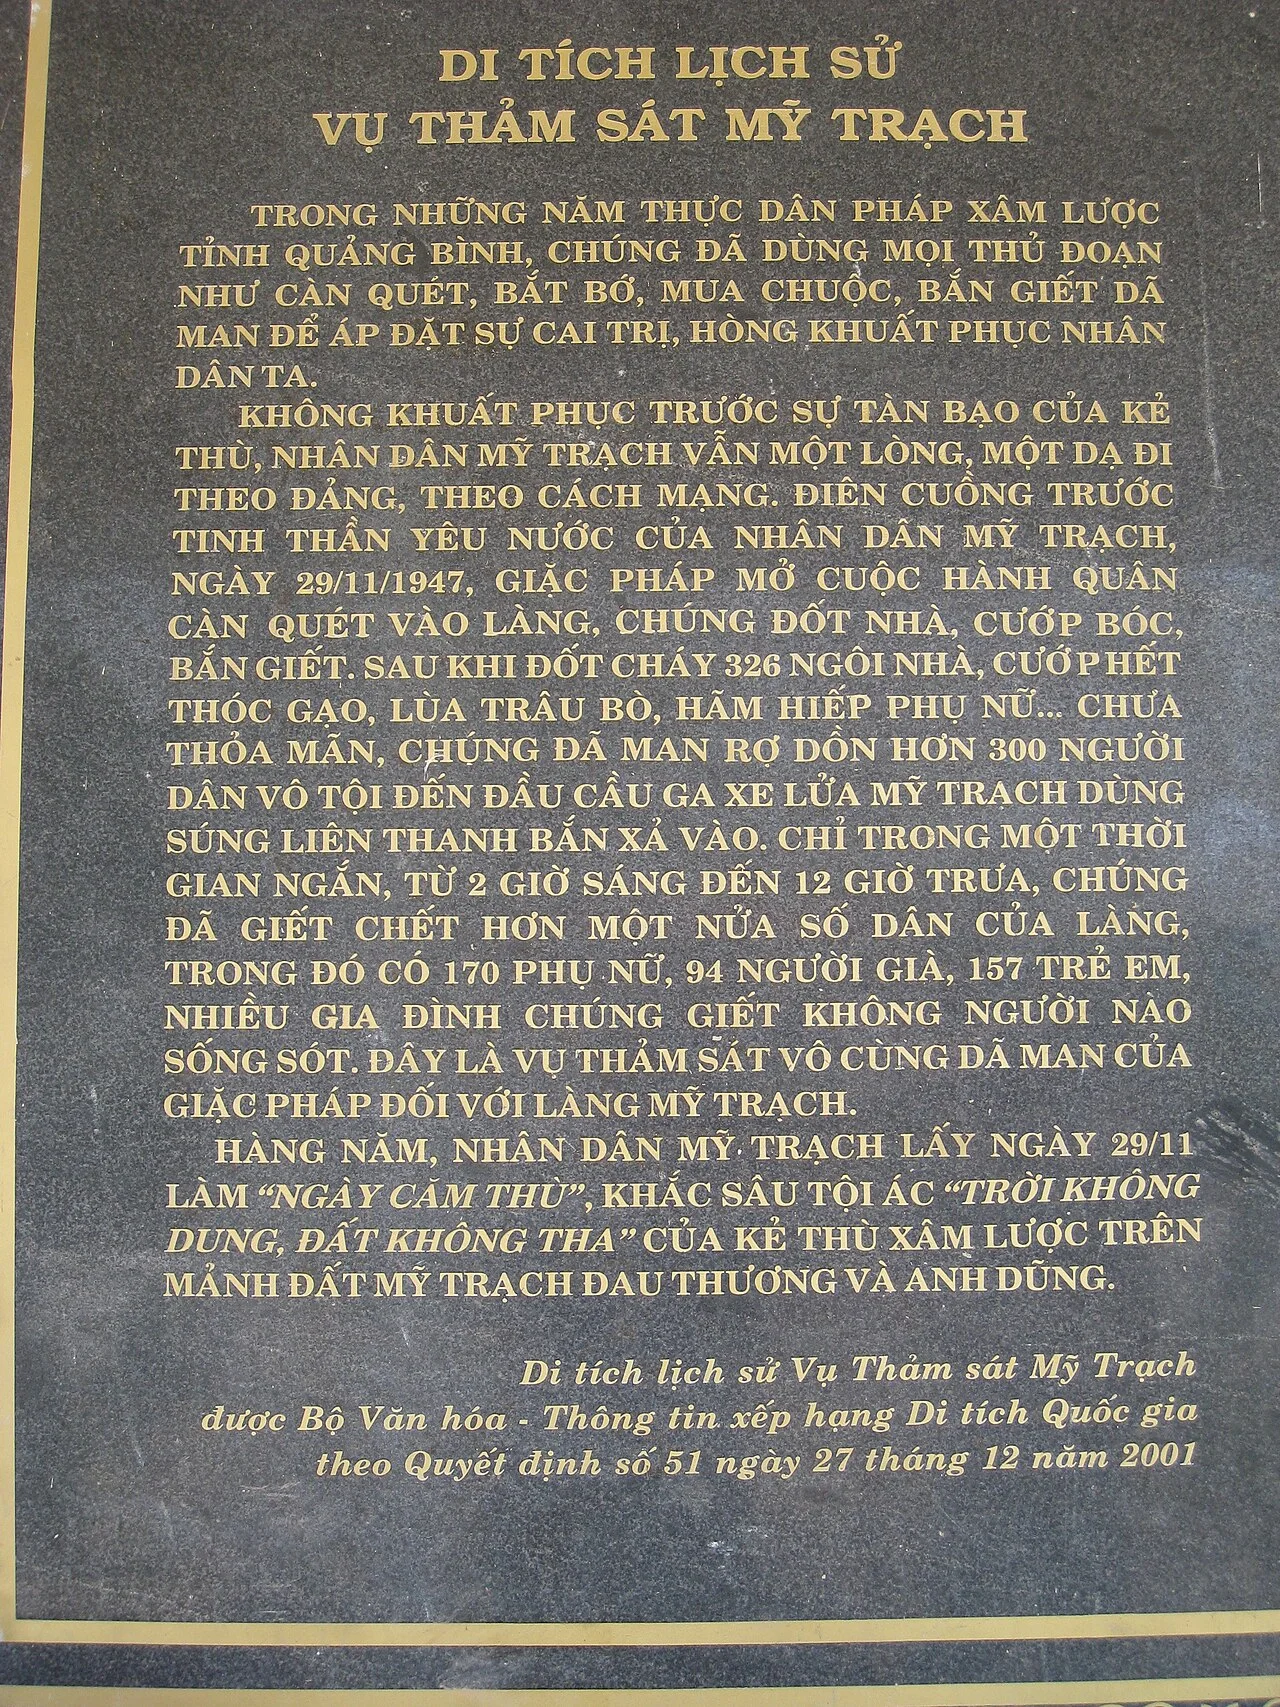 DI TÍCH LỊCH SỬ
VỤ THẢM SÁT MỸ TRẠCH
TRONG NHỮNG NĂM THỰC DÂN PHÁP XÂM LƯỢC
TỈNH QUẢNG BÌNH, CHÚNG ĐÃ DÙNG MỌI THỦ ĐOẠN
NHƯ CÀN QUÉT, BẮT BỚ, MUA CHUỘC, BẮN GIẾT DÃ
MAN ĐỂ ÁP ĐẶT SỰ CAI TRỊ, HÒNG KHUẤT PHỤC NHÂN
DÂN TA.
KHÔNG KHUẤT PHỤC TRƯỚC SỰ TÀN BẠO CỦA KẺ
THÙ, NHÂN DÂN MỸ TRẠCH VẪN MỘT LÒNG, MỘT DẠ ĐI
THEO ĐẢNG, THEO CÁCH MẠNG. ĐIÊN CUỒNG TRƯỚC
TINH THẦN YÊU NƯỚC CỦA NHÂN DÂN MỸ TRẠCH,
NGÀY 29/11/1947, GIẶC PHÁP MỞ CUỘC HÀNH QUÂN
CÀN QUÉT VÀO LÀNG, CHÚNG ĐỐT NHÀ, CƯỚP BÓC,
BẮN GIẾT. SAU KHI ĐỐT CHÁY 326 NGÔI NHÀ, CƯỚP HẾT
THÓC GẠO, LÙA TRÂU BÒ, HÃM HIẾP PHỤ NỮ... CHƯA
THỎA MÃN, CHÚNG ĐÃ MAN RỢ DỒN HƠN 300 NGƯỜI
DÂN VÔ TỘI ĐẾN ĐẦU CẦU GA XE LỬA MỸ TRẠCH DÙNG
SÚNG LIÊN THANH BẮN XẢ VÀO. CHỈ TRONG MỘT THỜI
GIAN NGẮN, TỪ 2 GIỜ SÁNG ĐẾN 12 GIỜ TRƯA, CHÚNG
ĐÃ GIẾT CHẾT HƠN MỘT NỬA SỐ DÂN CỦA LÀNG,
TRONG ĐÓ CÓ 170 PHỤ NỮ, 94 NGƯỜI GIÀ, 157 TRẺ EM,
NHIỀU GIA ĐÌNH CHÚNG GIẾT KHÔNG NGƯỜI NÀO
SỐNG SÓT. ĐÂY LÀ VỤ THẢM SÁT VÔ CÙNG DÃ MAN CỦA
GIẶC PHÁP ĐỐI VỚI LÀNG MỸ TRẠCH.
HÀNG NĂM, NHÂN DÂN MỸ TRẠCH LẤY NGÀY 29/11
LÀM “NGÀY CĂM THÙ”, KHẮC SÂU TỘI ÁC “TRỜI KHÔNG
DUNG, ĐẤT KHÔNG THA” CỦA KẺ THÙ XÂM LƯỢC TRÊN
MẢNH ĐẤT MỸ TRẠCH ĐAU THƯƠNG VÀ ANH DŨNG.
Di tích lịch sử Vụ Thảm sát Mỹ Trạch
được Bộ Văn hóa - Thông tin xếp hạng Di tích Quốc gia
theo Quyết định số 51 ngày 27 tháng 12 năm 2001